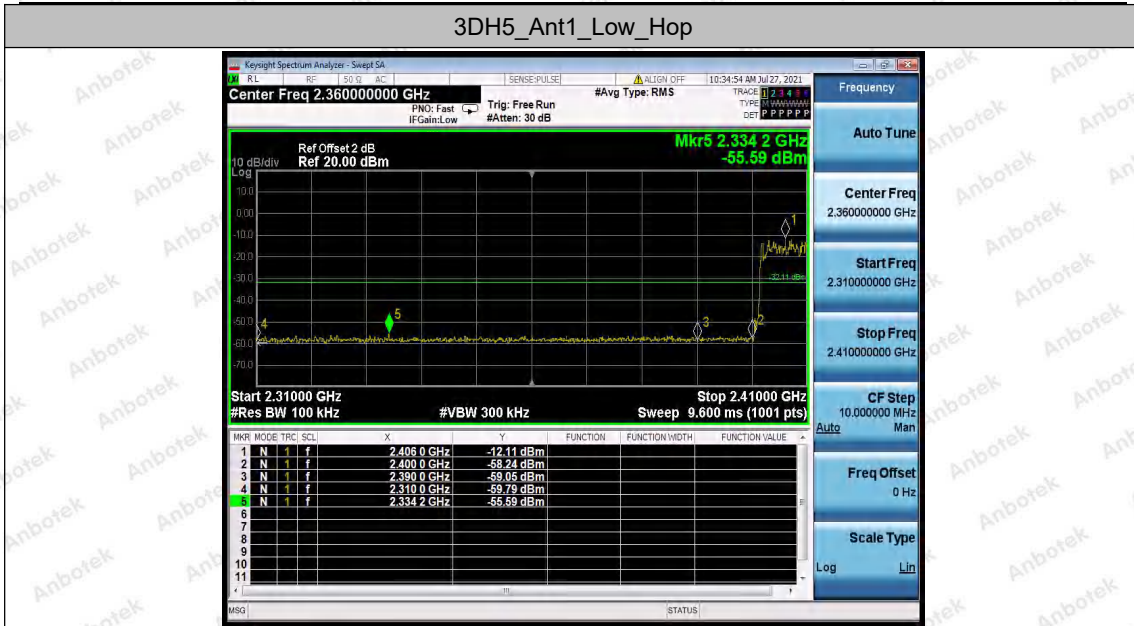 3DH5_Ant1_Low_Hop
Keysight Spectrum Analyzer - Swept SA
RL RF 50 Ω AC SENSE:PULSE ALIGN OFF 10:34:54 AM Jul 27, 2021
Center Freq 2.360000000 GHz
PNO: Fast
IFGain:Low
Trig: Free Run
#Atten: 30 dB
#Avg Type: RMS
TRACE 1 2 3 4 5 6
TYPE M W W W W W
DET P P P P P P
Mkr5 2.334 2 GHz
-55.59 dBm
Ref Offset 2 dB
Ref 20.00 dBm
10 dB/div
Log
10.0
0.00
-10.0
-20.0
-30.0
-40.0
-50.0
-60.0
-70.0
1
2
3
4
5
-32.11 dBm
Start 2.31000 GHz
Stop 2.41000 GHz
#Res BW 100 kHz
#VBW 300 kHz
Sweep 9.600 ms (1001 pts)
MKR MODE TRC SCL X Y FUNCTION FUNCTION WIDTH FUNCTION VALUE
1 N 1 f 2.406 0 GHz -12.11 dBm
2 N 1 f 2.400 0 GHz -58.24 dBm
3 N 1 f 2.390 0 GHz -59.05 dBm
4 N 1 f 2.310 0 GHz -59.79 dBm
5 N 1 f 2.334 2 GHz -55.59 dBm
6
7
8
9
10
11
MSG
STATUS
Frequency
Auto Tune
Center Freq
2.360000000 GHz
Start Freq
2.310000000 GHz
Stop Freq
2.410000000 GHz
CF Step
10.000000 MHz
Auto Man
Freq Offset
0 Hz
Scale Type
Log Lin
Anbotek